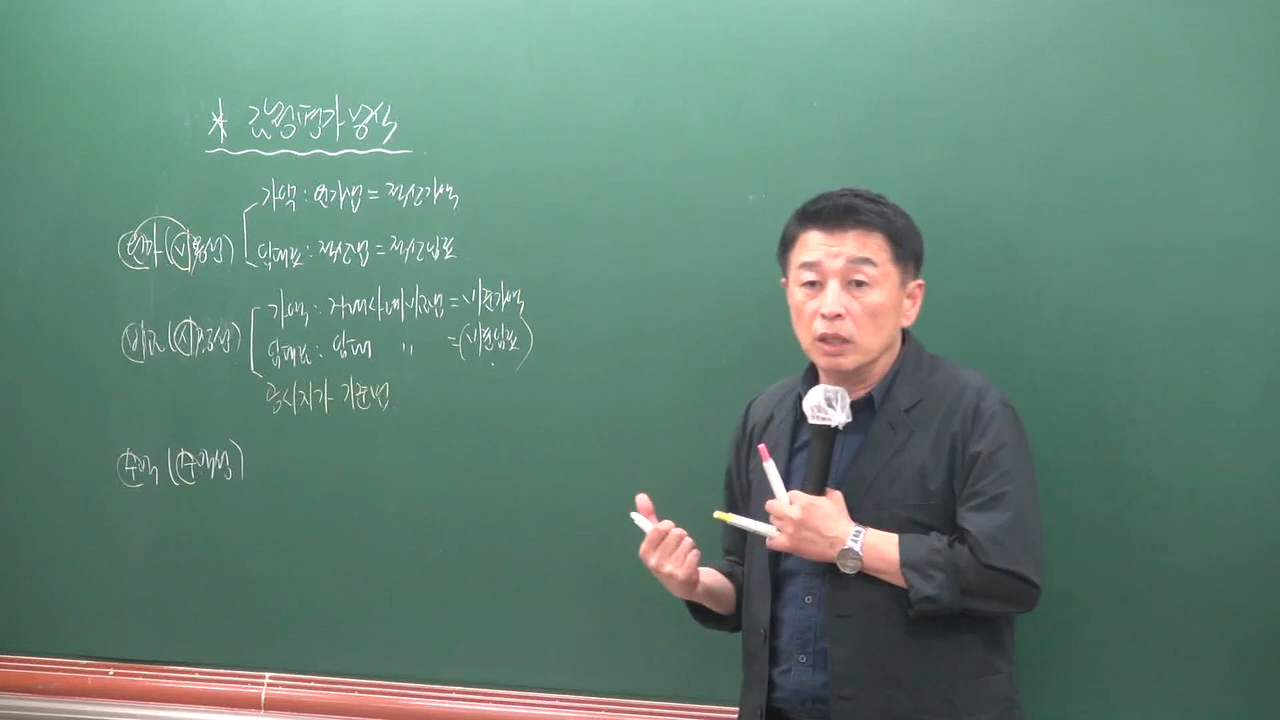 * 감정평가방식
가액 : 원가법 = 적산가액
원가 (비용성)
임대료 : 적산법 = 적산임료
가액 : 거래사례비교법 = 비준가액
비교 (시장성)
임대료 : 임대 〃 = (비준임료)
공시지가 기준법
수익 (수익성)